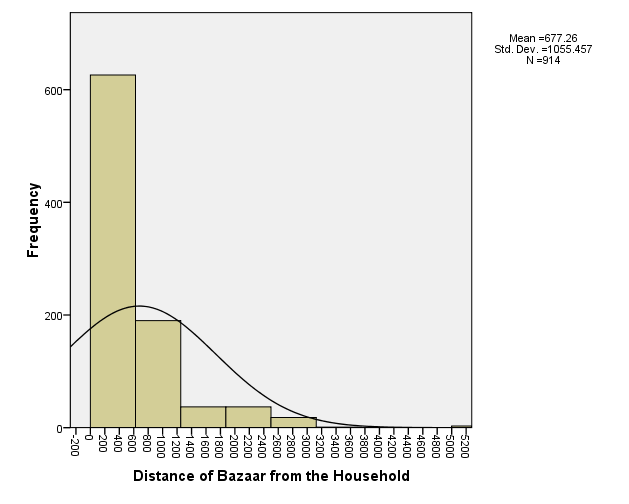 Mean =677.26
Std. Dev. =1055.457
N =914
Frequency
600
400
200
0
-200 0 200 400 600 800 1000 1200 1400 1600 1800 2000 2200 2400 2600 2800 3000 3200 3400 3600 3800 4000 4200 4400 4600 4800 5000 5200
Distance of Bazaar from the Household